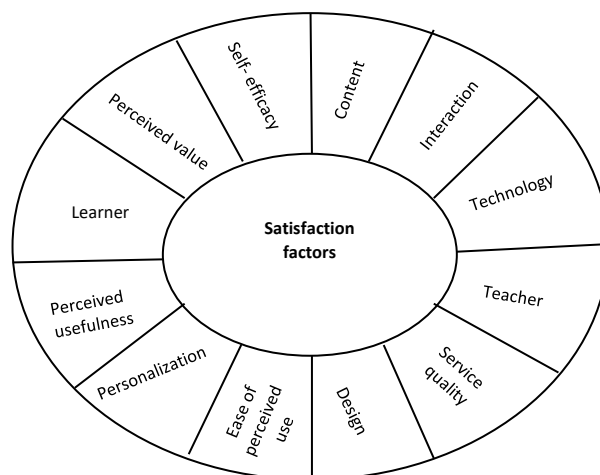 Self- efficacy
Content
Interaction
Technology
Teacher
Service
quality
Design
Ease of
perceived
use
Personalization
Perceived
usefulness
Learner
Perceived value
Satisfaction
factors